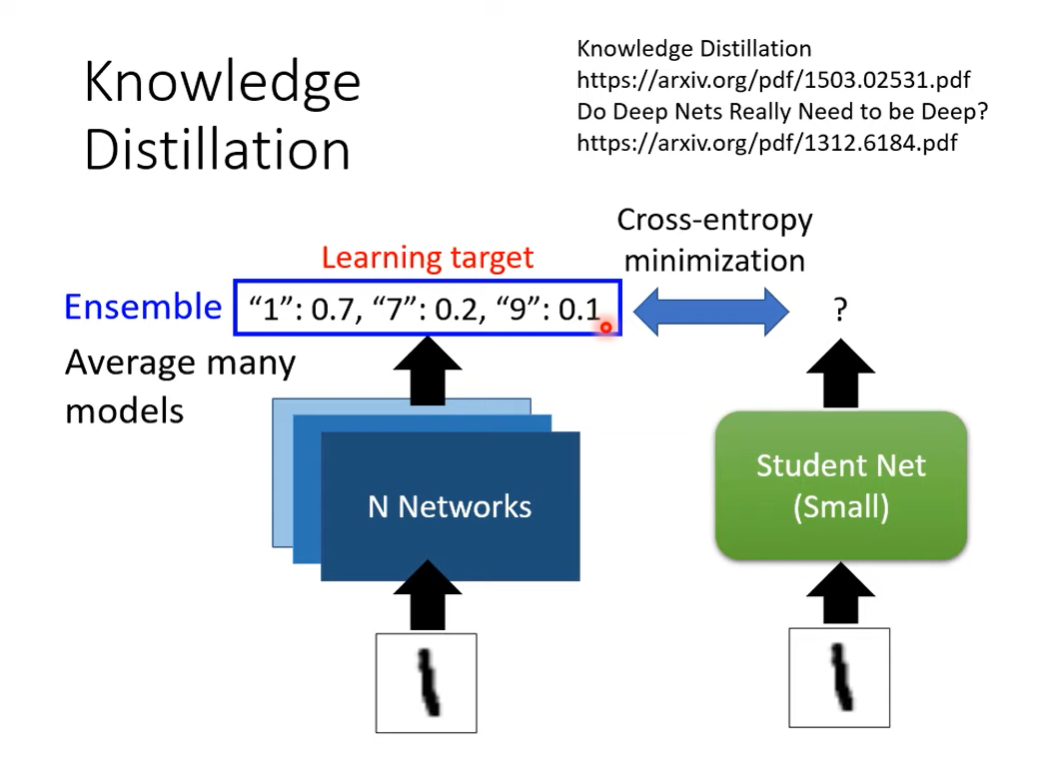 Knowledge
Distillation
Knowledge Distillation
https://arxiv.org/pdf/1503.02531.pdf
Do Deep Nets Really Need to be Deep?
https://arxiv.org/pdf/1312.6184.pdf
Cross-entropy
minimization
Learning target
Ensemble
“1”: 0.7, “7”: 0.2, “9”: 0.1
?
Average many
models
N Networks
Student Net
(Small)